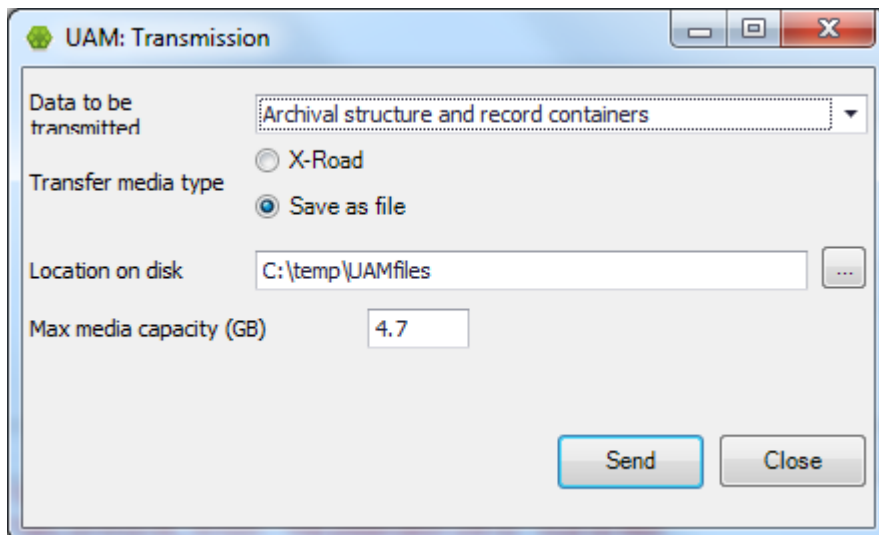 UAM: Transmission
Data to be
transmitted
Archival structure and record containers
Transfer media type
X-Road
Save as file
Location on disk
C:\temp\UAMfiles
...
Max media capacity (GB)
4.7
Send
Close